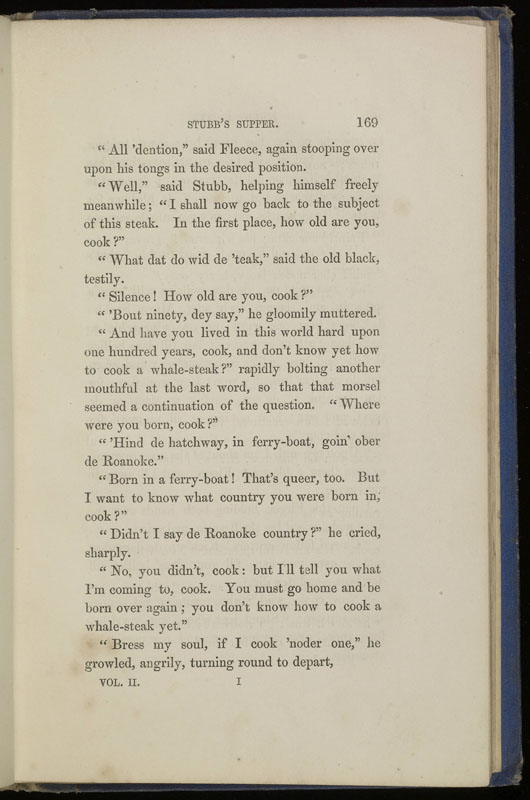 STUBB'S SUPPER. 169
“ All 'dention,” said Fleece, again stooping over
upon his tongs in the desired position.
“ Well,” said Stubb, helping himself freely
meanwhile ; “ I shall now go back to the subject
of this steak. In the first place, how old are you,
cook ?”
“ What dat do wid de 'teak,” said the old black,
testily.
“ Silence ! How old are you, cook ?”
“ 'Bout ninety, dey say,” he gloomily muttered.
“ And have you lived in this world hard upon
one hundred years, cook, and don't know yet how
to cook a whale-steak ?” rapidly bolting another
mouthful at the last word, so that that morsel
seemed a continuation of the question. “ Where
were you born, cook ?”
“ 'Hind de hatchway, in ferry-boat, goin' ober
de Roanoke.”
“ Born in a ferry-boat ! That's queer, too. But
I want to know what country you were born in,
cook ?”
“ Didn't I say de Roanoke country ?” he cried,
sharply.
“ No, you didn't, cook : but I'll tell you what
I'm coming to, cook. You must go home and be
born over again ; you don't know how to cook a
whale-steak yet.”
“ Bress my soul, if I cook 'noder one,” he
growled, angrily, turning round to depart,
VOL. II. I